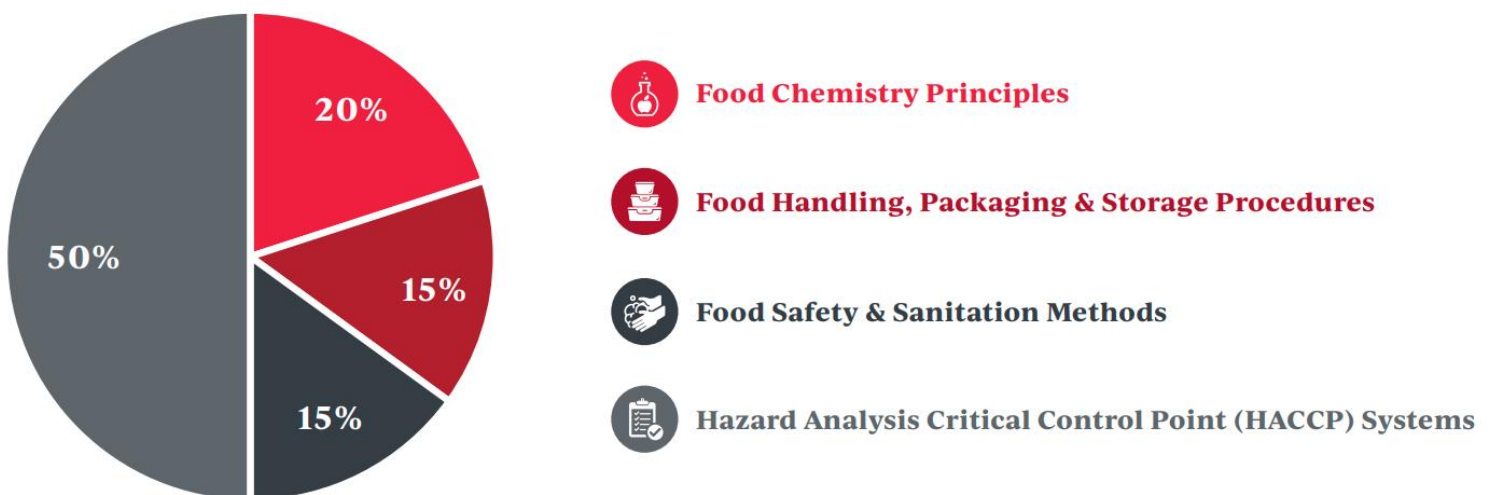 20%
15%
15%
50%
Food Chemistry Principles
Food Handling, Packaging & Storage Procedures
Food Safety & Sanitation Methods
Hazard Analysis Critical Control Point (HACCP) Systems